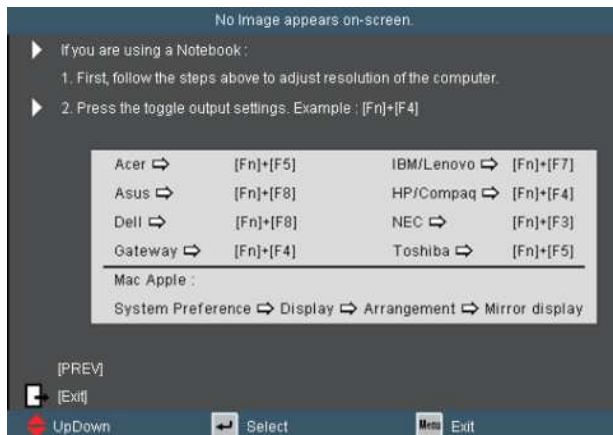 No Image appears on-screen.
If you are using a Notebook :
1. First, follow the steps above to adjust resolution of the computer.
2. Press the toggle output settings. Example : [Fn]+[F4]
Acer ⇨ [Fn]+[F5] IBM/Lenovo ⇨ [Fn]+[F7]
Asus ⇨ [Fn]+[F8] HP/Compaq ⇨ [Fn]+[F4]
Dell ⇨ [Fn]+[F8] NEC ⇨ [Fn]+[F3]
Gateway ⇨ [Fn]+[F4] Toshiba ⇨ [Fn]+[F5]
Mac Apple :
System Preference ⇨ Display ⇨ Arrangement ⇨ Mirror display
[PREV]
[Exit]
UpDown Select Menu Exit